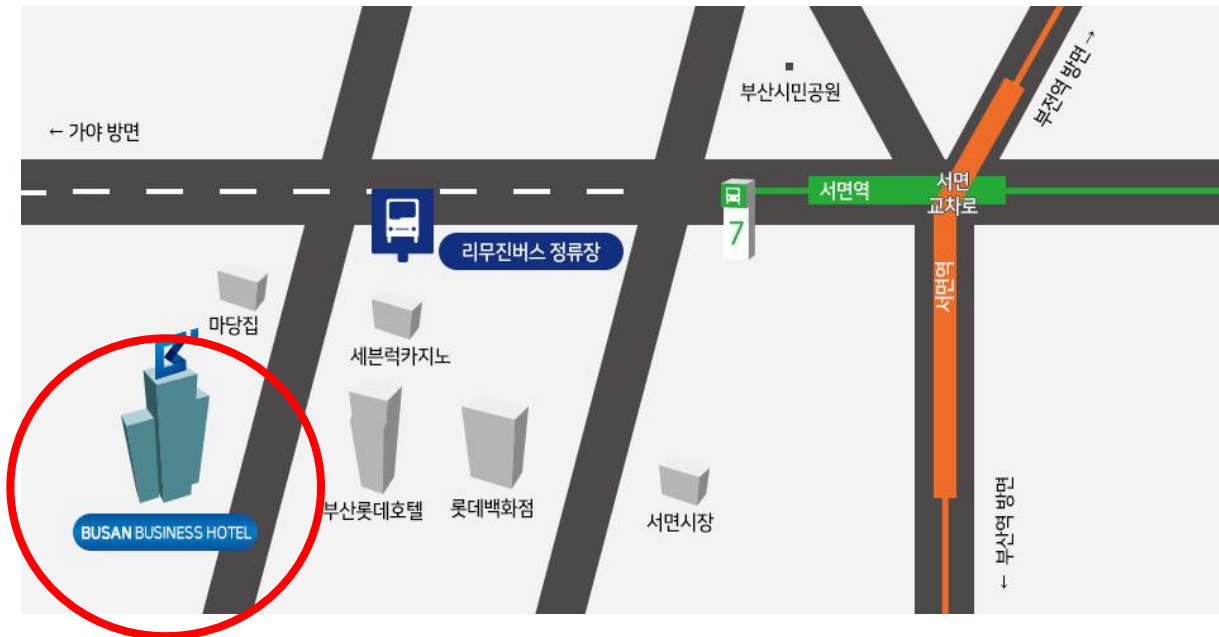 부산시민공원
부전역 방면 →
← 가야 방면
서면역
서면
교차로
7
리무진버스 정류장
서면역
마당집
세븐럭카지노
부산롯데호텔
롯데백화점
서면시장
BUSAN BUSINESS HOTEL
← 부산역 방면